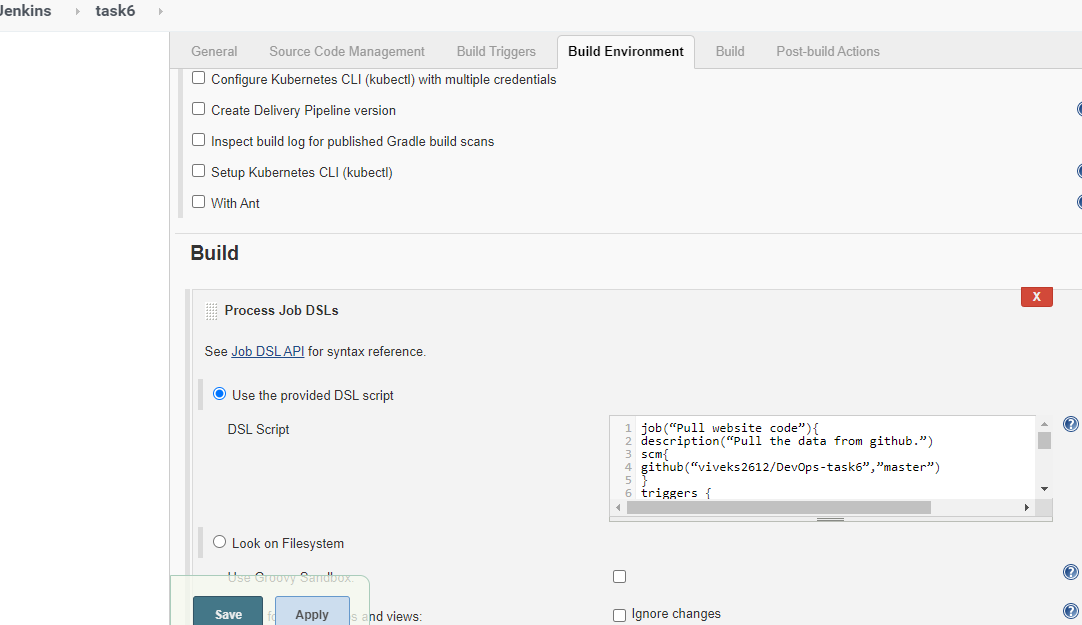 Jenkins
task6
General Source Code Management Build Triggers Build Environment Build Post-build Actions
Configure Kubernetes CLI (kubectl) with multiple credentials
Create Delivery Pipeline version
Inspect build log for published Gradle build scans
Setup Kubernetes CLI (kubectl)
With Ant
Build
Process Job DSLs
X
See Job DSL API for syntax reference.
Use the provided DSL script
DSL Script
1 job(“Pull website code”){
2 description(“Pull the data from github.”)
3 scm{
4 github(“viveks2612/DevOps-task6”,”master”)
5 }
6 triggers {
Look on Filesystem
Use Groovy Sandbox:
Save Apply
and views:
Ignore changes